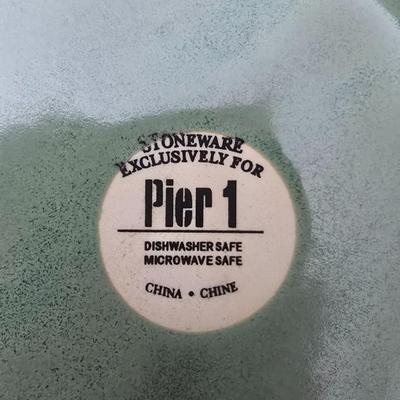 STONEWARE
EXCLUSIVELY FOR
Pier 1
DISHWASHER SAFE
MICROWAVE SAFE
CHINA • CHINE